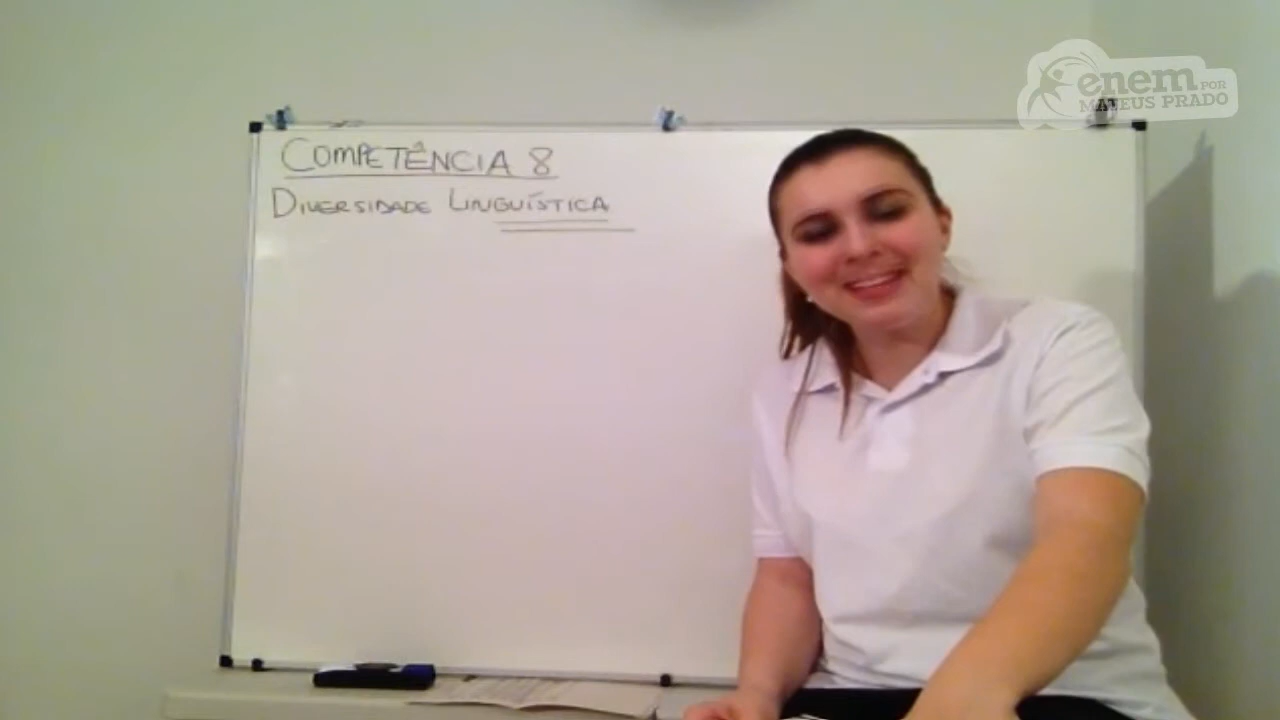 enem POR
MATEUS PRADO
COMPETÊNCIA 8
DIVERSIDADE LINGUÍSTICA